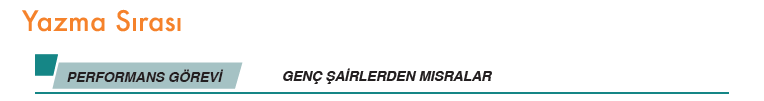 Yazma Sırası
PERFORMANS GÖREVİ GENÇ ŞAİRLERDEN MISRALAR